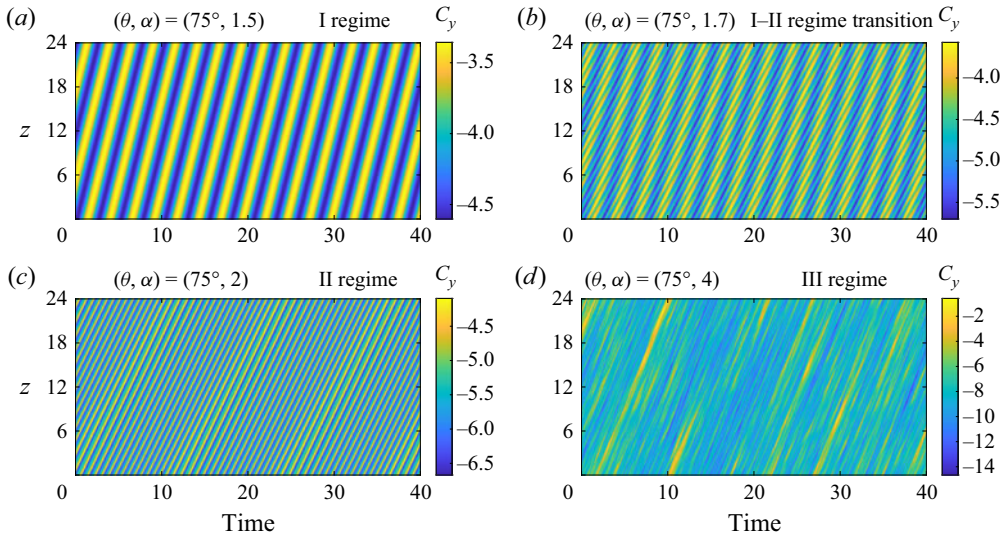 (a) (θ, α) = (75°, 1.5) I regime C_y
24
18
z 12
6
0 10 20 30 40
–3.5
–4.0
–4.5
(b) (θ, α) = (75°, 1.7) I–II regime transition C_y
24
18
12
6
0 10 20 30 40
–4.0
–4.5
–5.0
–5.5
(c) (θ, α) = (75°, 2) II regime C_y
24
18
z 12
6
0 10 20 30 40
Time
–4.5
–5.0
–5.5
–6.0
–6.5
(d) (θ, α) = (75°, 4) III regime C_y
24
18
12
6
0 10 20 30 40
Time
–2
–4
–6
–8
–10
–12
–14